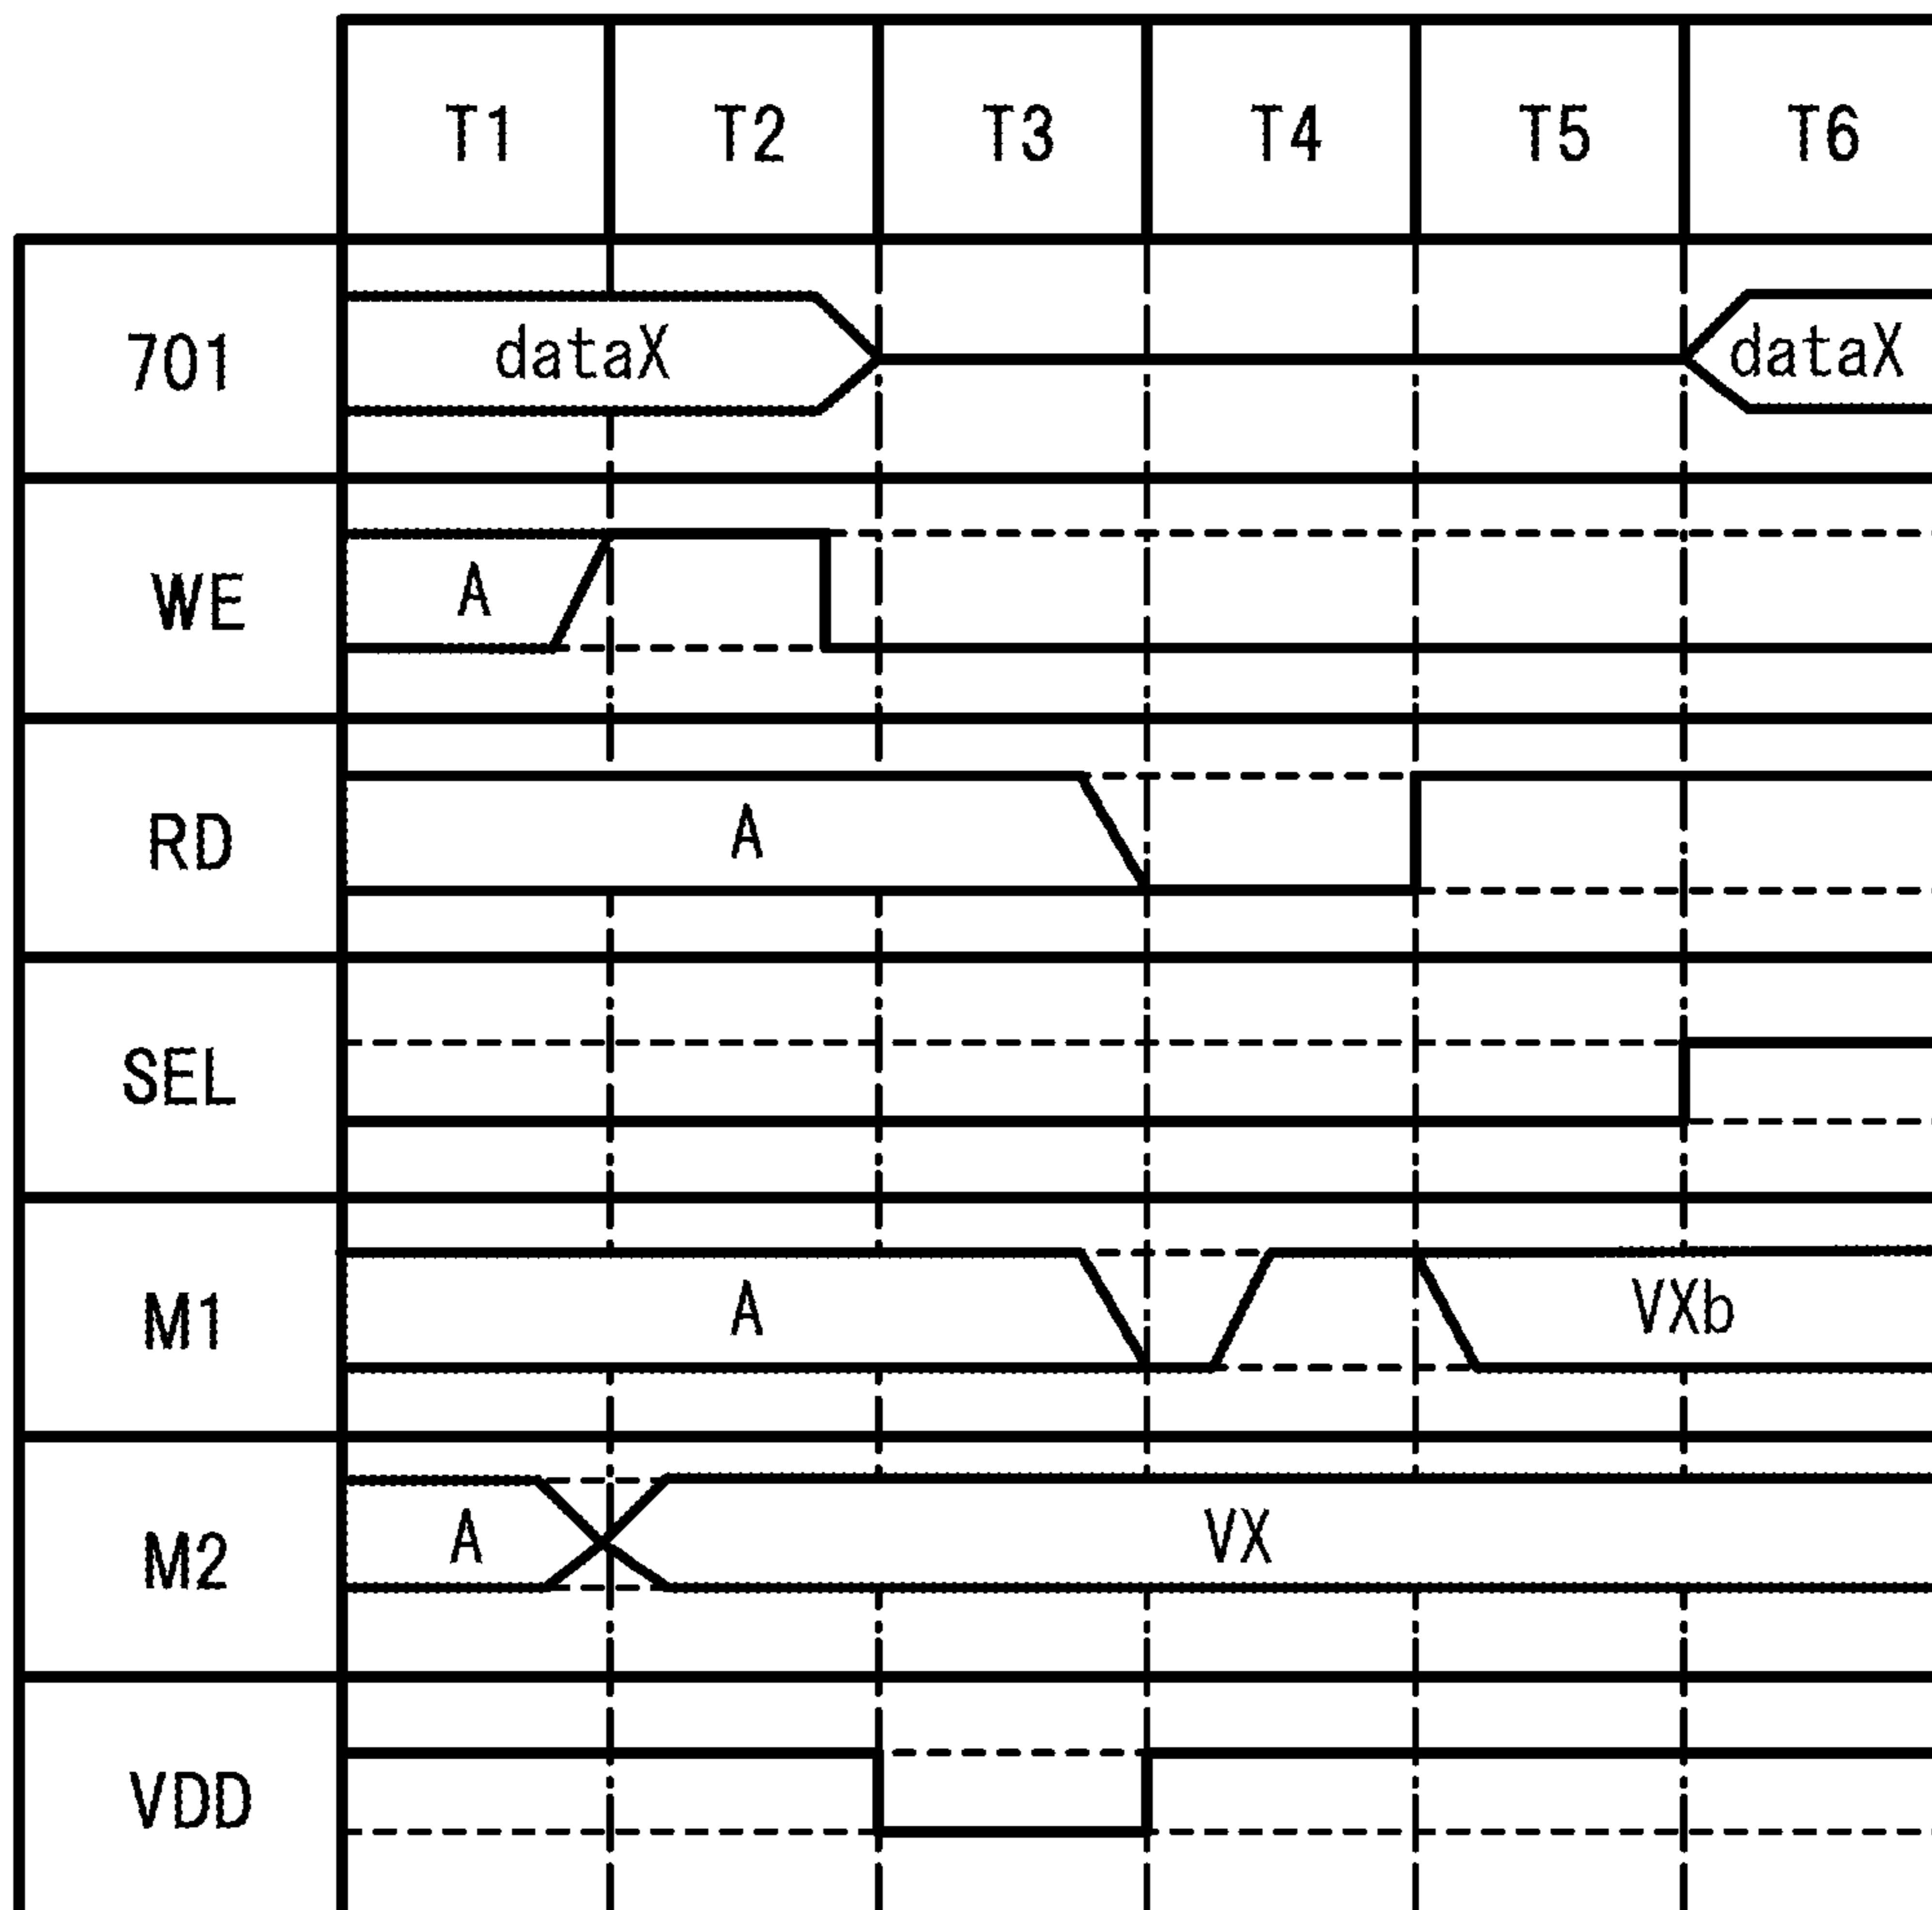 T1 T2 T3 T4 T5 T6
701 dataX dataX
WE A
RD A
SEL
M1 A VXb
M2 A VX
VDD